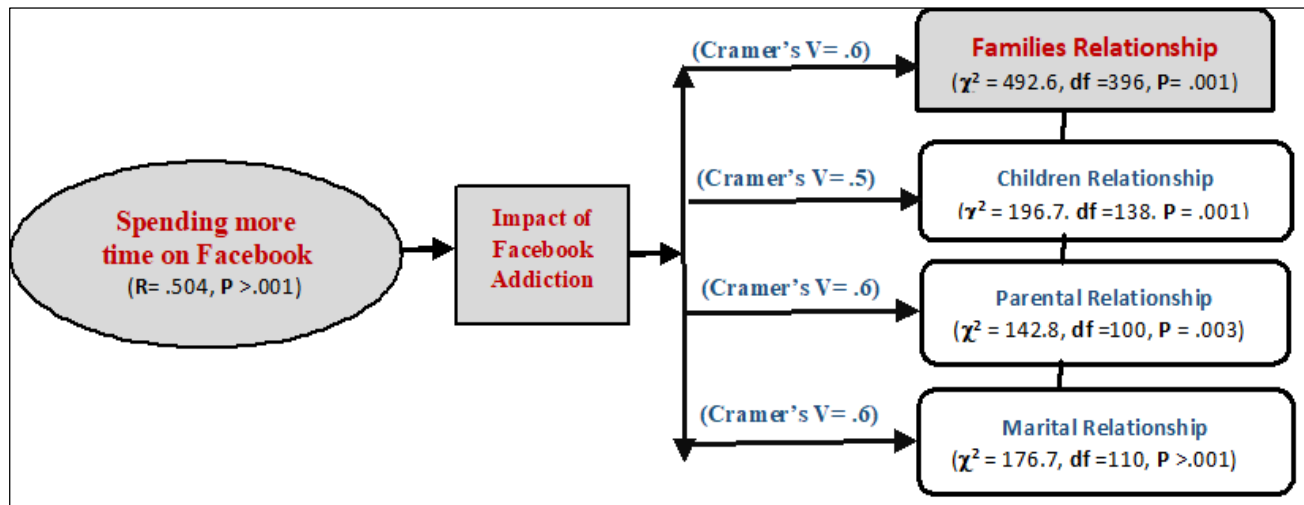 Spending more
time on Facebook
(R= .504, P >.001)
Impact of
Facebook
Addiction
(Cramer’s V= .6)
Families Relationship
(χ² = 492.6, df =396, P= .001)
(Cramer’s V= .5)
Children Relationship
(χ² = 196.7, df =138. P = .001)
(Cramer’s V= .6)
Parental Relationship
(χ² = 142.8, df =100, P = .003)
(Cramer’s V= .6)
Marital Relationship
(χ² = 176.7, df =110, P >.001)